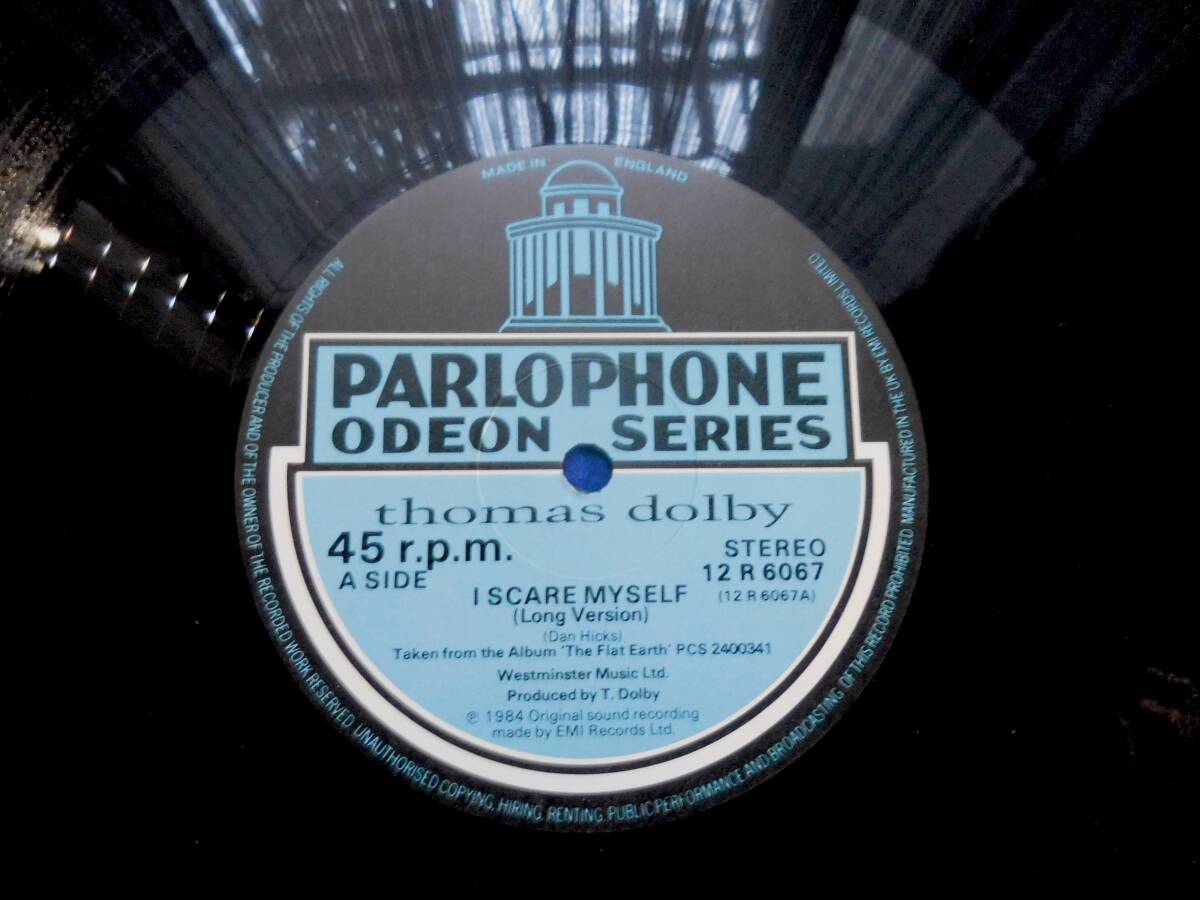 MADE IN ENGLAND
PARLOPHONE
ODEON SERIES
thomas dolby
45 r.p.m.
A SIDE
STEREO
12 R 6067
(12 R 6067A)
I SCARE MYSELF
(Long Version)
(Dan Hicks)
Taken from the Album 'The Flat Earth' PCS 2400341
Westminster Music Ltd.
Produced by T. Dolby
℗ 1984 Original sound recording
made by EMI Records Ltd.
ALL RIGHTS OF THE PRODUCER AND OF THE OWNER OF THE RECORDED WORK RESERVED. UNAUTHORISED COPYING, HIRING, RENTING, PUBLIC PERFORMANCE AND BROADCASTING OF THIS RECORD PROHIBITED MANUFACTURED IN THE UK BY EMI RECORDS LIMITED